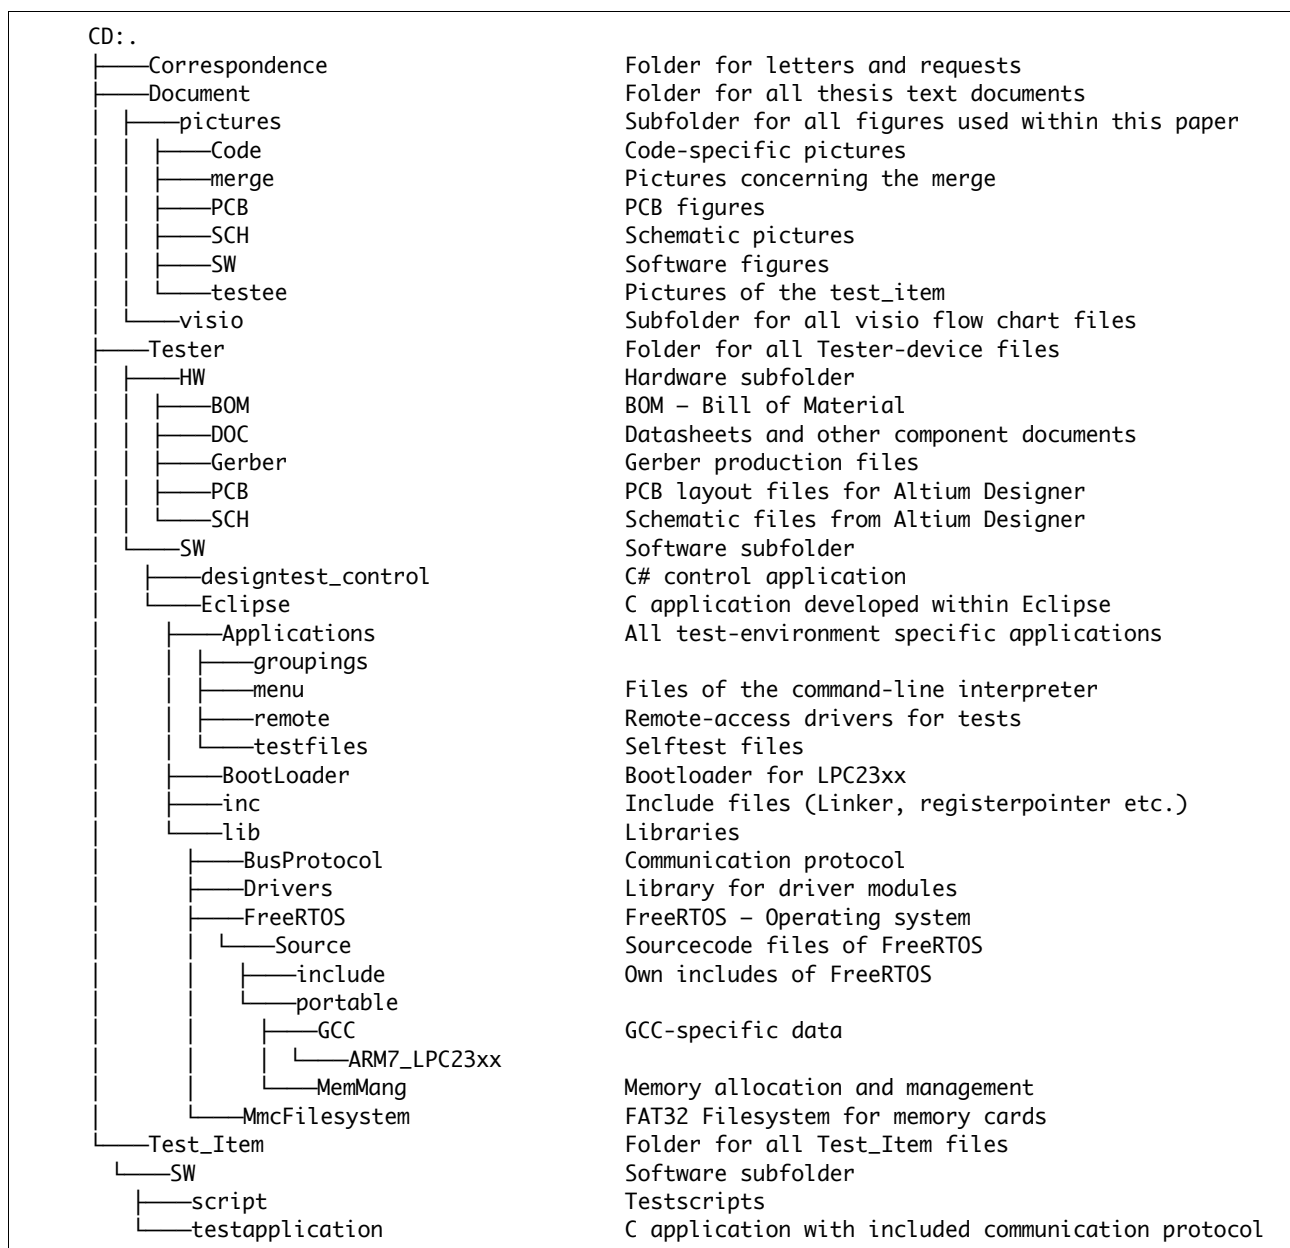 CD:.
├───Correspondence Folder for letters and requests
├───Document Folder for all thesis text documents
│ ├───pictures Subfolder for all figures used within this paper
│ │ ├───Code Code-specific pictures
│ │ ├───merge Pictures concerning the merge
│ │ ├───PCB PCB figures
│ │ ├───SCH Schematic pictures
│ │ ├───SW Software figures
│ │ └───testee Pictures of the test_item
│ └───visio Subfolder for all visio flow chart files
├───Tester Folder for all Tester-device files
│ ├───HW Hardware subfolder
│ │ ├───BOM BOM – Bill of Material
│ │ ├───DOC Datasheets and other component documents
│ │ ├───Gerber Gerber production files
│ │ ├───PCB PCB layout files for Altium Designer
│ │ └───SCH Schematic files from Altium Designer
│ └───SW Software subfolder
│ ├───designtest_control C# control application
│ └───Eclipse C application developed within Eclipse
│ ├───Applications All test-environment specific applications
│ │ ├───groupings
│ │ ├───menu Files of the command-line interpreter
│ │ ├───remote Remote-access drivers for tests
│ │ └───testfiles Selftest files
│ ├───BootLoader Bootloader for LPC23xx
│ ├───inc Include files (Linker, registerpointer etc.)
│ └───lib Libraries
│ ├───BusProtocol Communication protocol
│ ├───Drivers Library for driver modules
│ ├───FreeRTOS FreeRTOS – Operating system
│ │ └───Source Sourcecode files of FreeRTOS
│ │ ├───include Own includes of FreeRTOS
│ │ └───portable
│ │ ├───GCC GCC-specific data
│ │ │ └───ARM7_LPC23xx
│ │ └───MemMang Memory allocation and management
│ └───MmcFilesystem FAT32 Filesystem for memory cards
└───Test_Item Folder for all Test_Item files
└───SW Software subfolder
├───script Testscripts
└───testapplication C application with included communication protocol